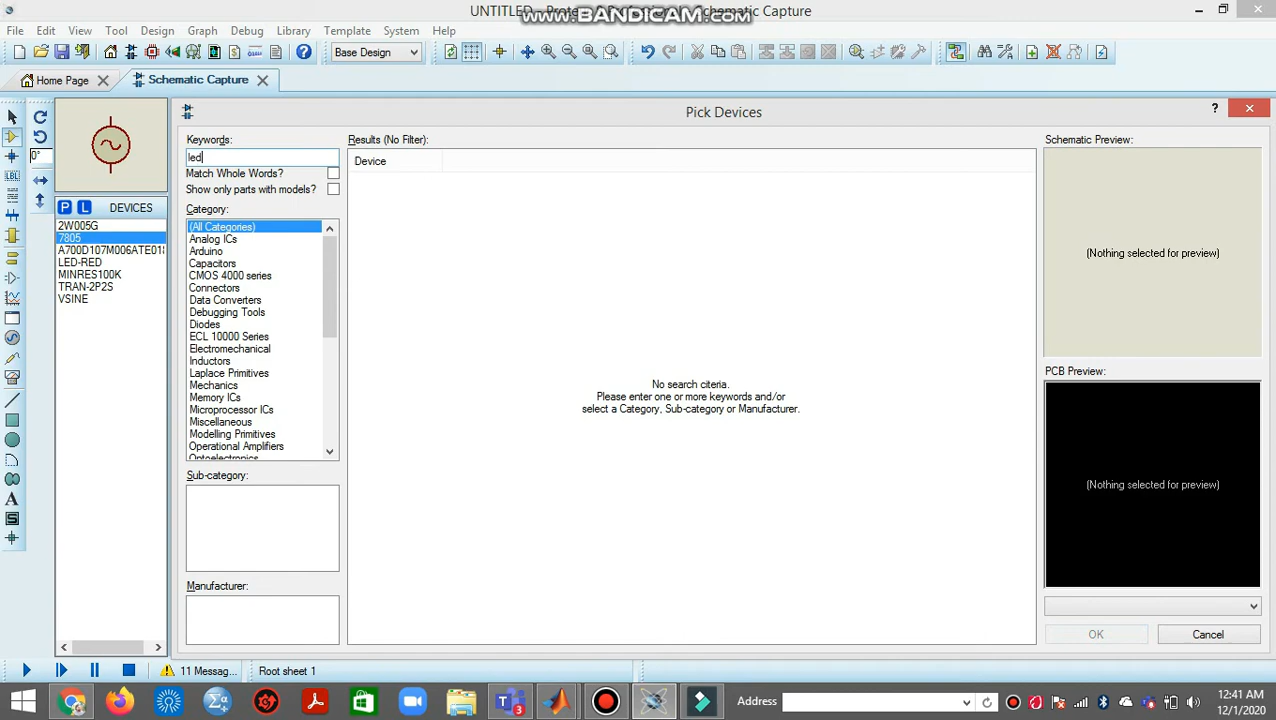 UNTITLED - Proteus 8 Professional - Schematic Capture
www.BANDICAM.com
File Edit View Tool Design Graph Debug Library Template System Help
Base Design
Home Page Schematic Capture
Pick Devices
?
Keywords:
led
Match Whole Words?
Show only parts with models?
Category:
(All Categories)
Analog ICs
Arduino
Capacitors
CMOS 4000 series
Connectors
Data Converters
Debugging Tools
Diodes
ECL 10000 Series
Electromechanical
Inductors
Laplace Primitives
Mechanics
Memory ICs
Microprocessor ICs
Miscellaneous
Modelling Primitives
Operational Amplifiers
Optoelectronics
Sub-category:
Manufacturer:
Results (No Filter):
Device
No search citeria.
Please enter one or more keywords and/or
select a Category, Sub-category or Manufacturer.
Schematic Preview:
(Nothing selected for preview)
PCB Preview:
(Nothing selected for preview)
OK Cancel
0°
LBL
P L DEVICES
2W005G
7805
A700D107M006ATE018
LED-RED
MINRES100K
TRAN-2P2S
VSINE
A
S
11 Messag... Root sheet 1
3
Address
12:41 AM
12/1/2020